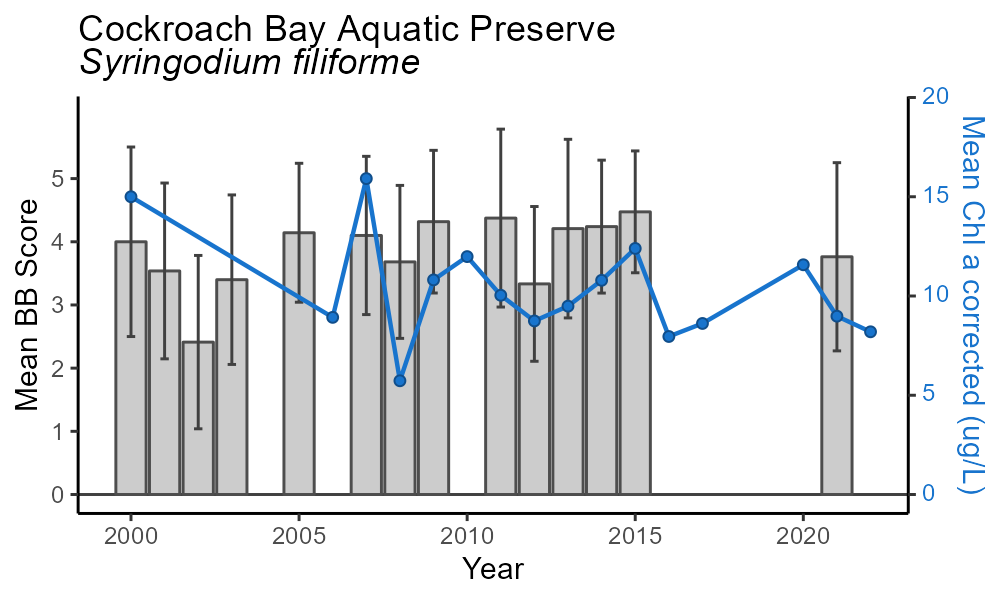 Cockroach Bay Aquatic Preserve
Syringodium filiforme
Mean BB Score
5
4
3
2
1
0
20
15
10
5
0
Mean Chl a corrected (ug/L)
2000 2005 2010 2015 2020
Year